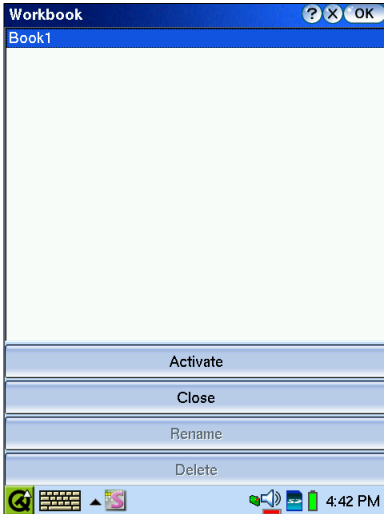 Workbook ? X OK
Book1
Activate
Close
Rename
Delete
4:42 PM